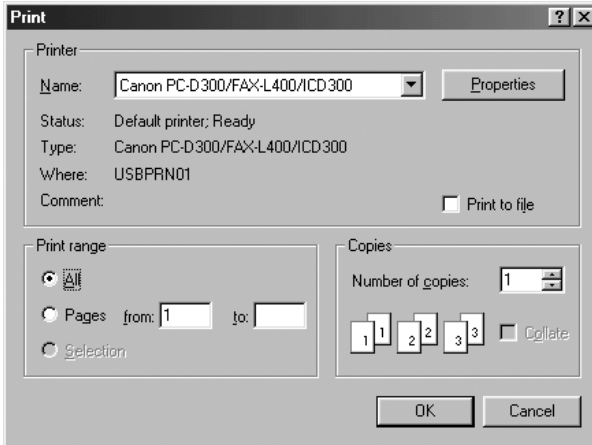 Print
Printer
Name: Canon PC-D300/FAX-L400/ICD300 Properties
Status: Default printer; Ready
Type: Canon PC-D300/FAX-L400/ICD300
Where: USBPRN01
Comment: Print to file
Print range
All
Pages from: 1 to:
Selection
Copies
Number of copies: 1
1 1 2 2 3 3 Collate
OK Cancel